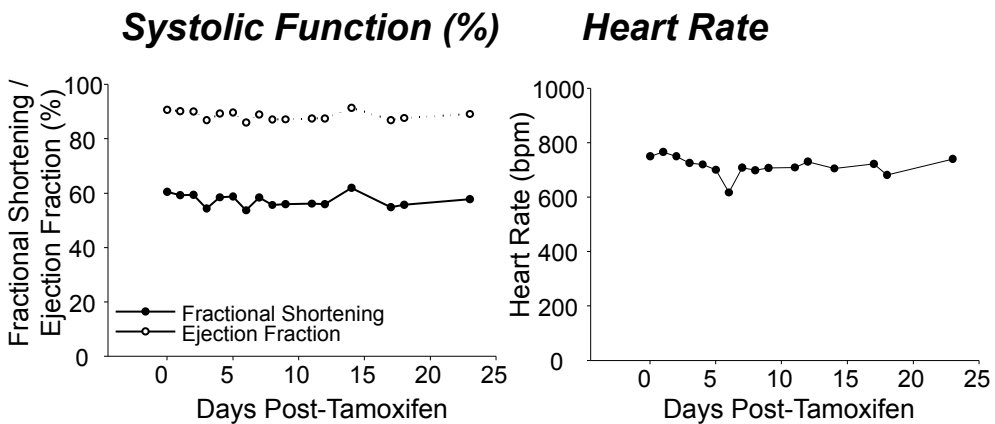 Systolic Function (%)
Fractional Shortening /
Ejection Fraction (%)
100
80
60
40
20
0
Fractional Shortening
Ejection Fraction
0 5 10 15 20 25
Days Post-Tamoxifen
Heart Rate
Heart Rate (bpm)
1000
800
600
400
200
0
0 5 10 15 20 25
Days Post-Tamoxifen